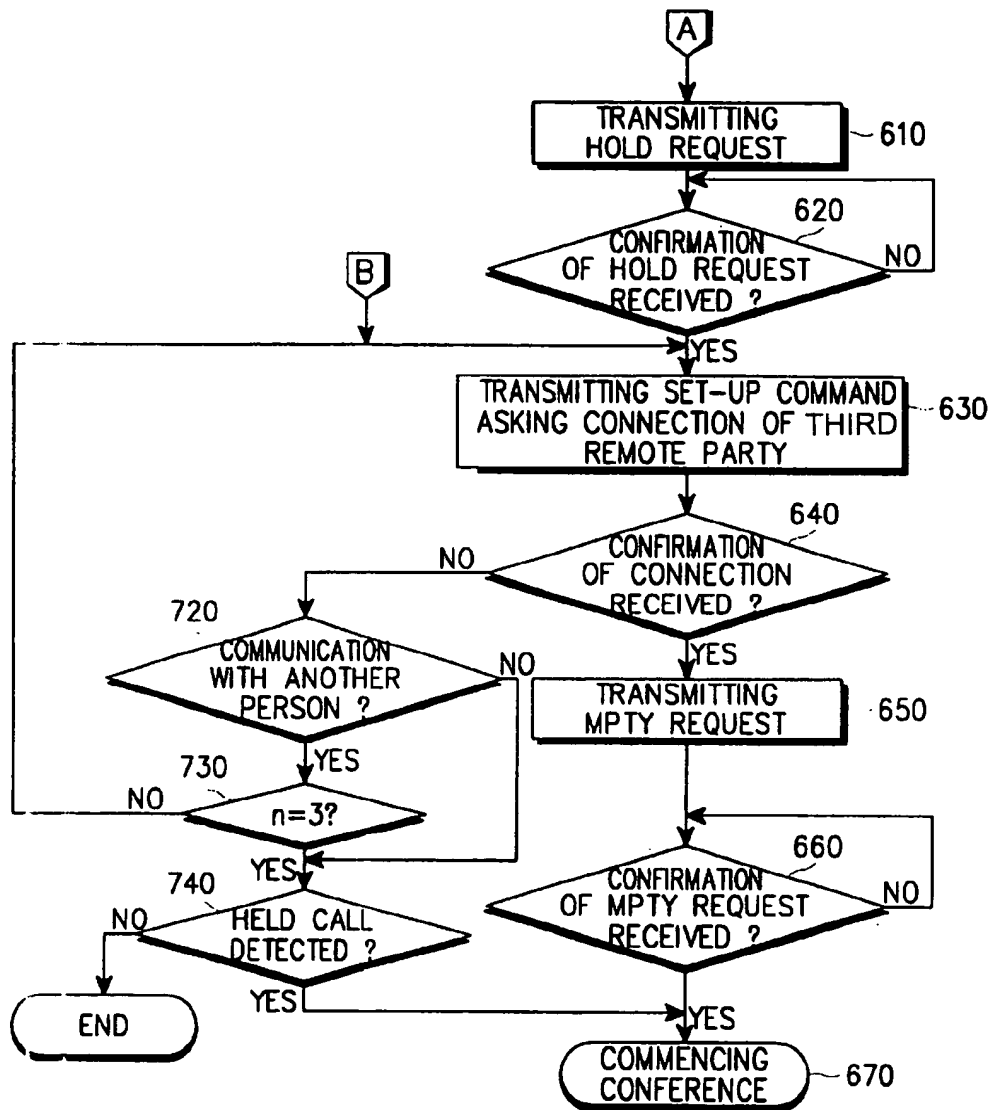 A
TRANSMITTING
HOLD REQUEST
610
620
CONFIRMATION
OF HOLD REQUEST
RECEIVED ?
NO
B
YES
TRANSMITTING SET-UP COMMAND
ASKING CONNECTION OF THIRD
REMOTE PARTY
630
640
CONFIRMATION
OF CONNECTION
RECEIVED ?
NO
YES
720
COMMUNICATION
WITH ANOTHER
PERSON ?
NO
YES
TRANSMITTING
MPTY REQUEST
650
730
n=3?
NO
YES
660
CONFIRMATION
OF MPTY REQUEST
RECEIVED ?
NO
740
HELD CALL
DETECTED ?
NO
YES
YES
END
COMMENCING
CONFERENCE
670